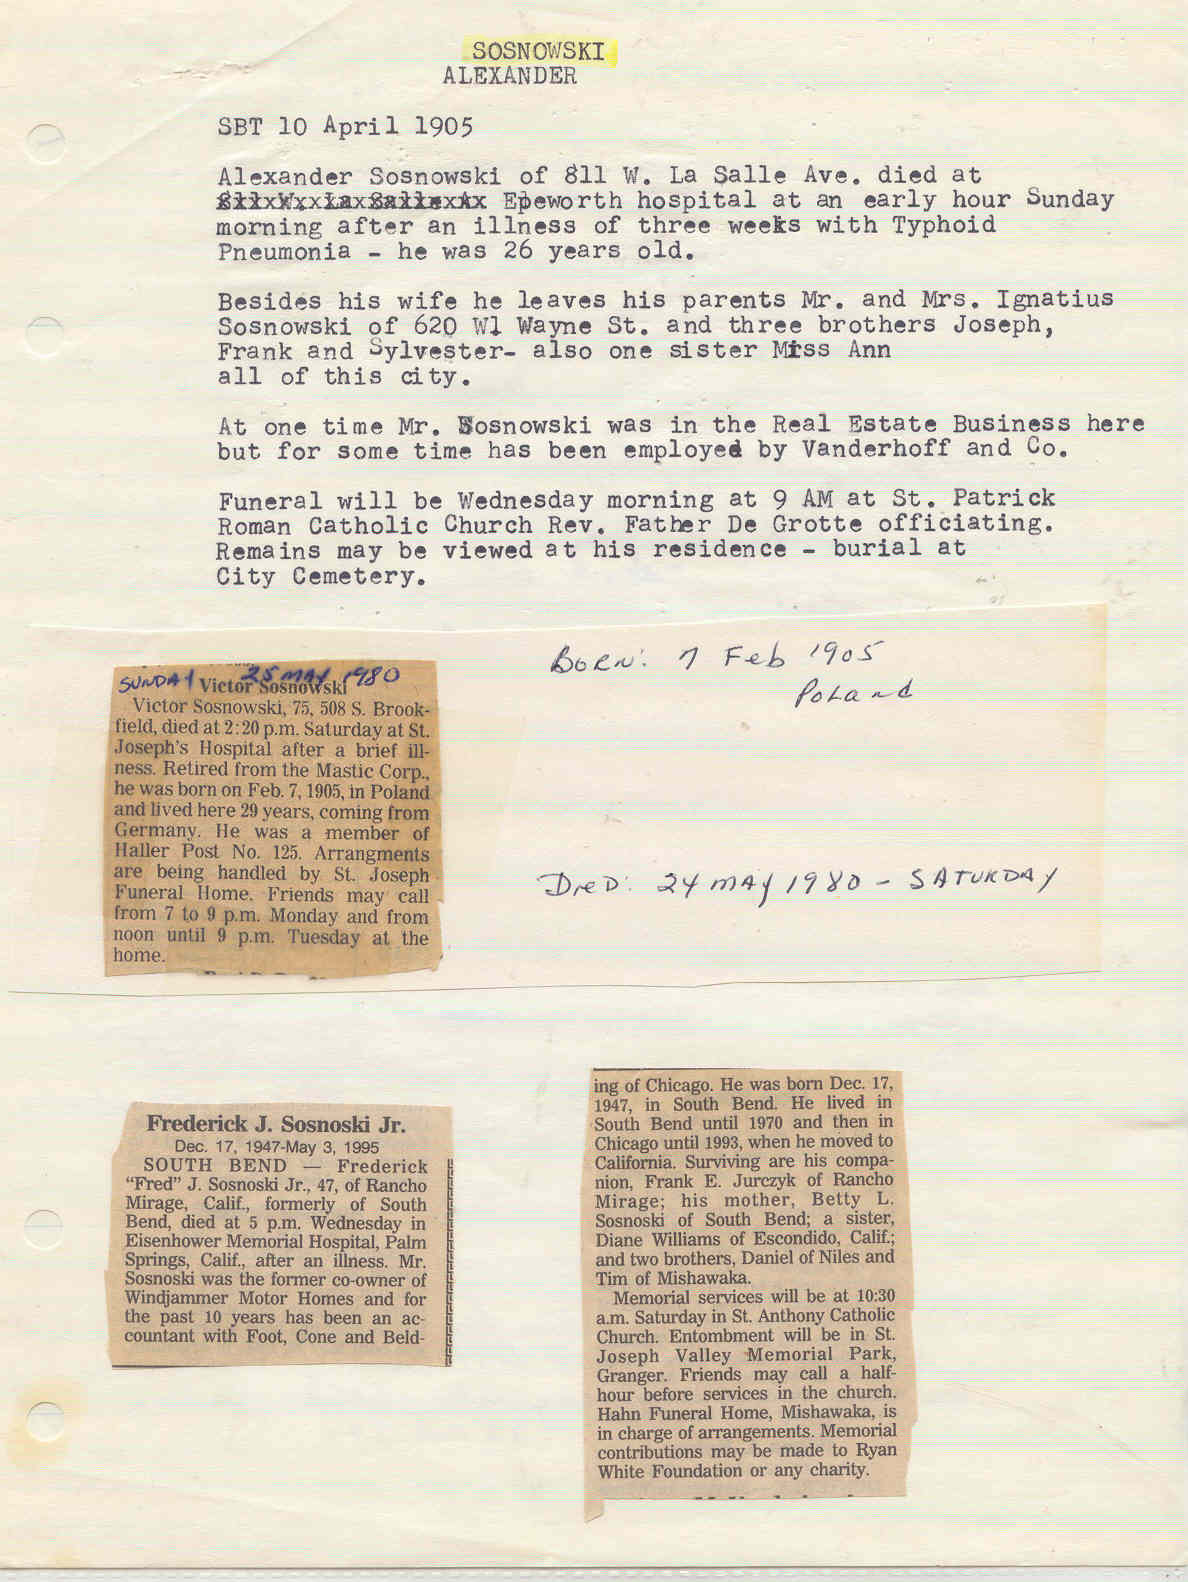 SOSNOWSKI
ALEXANDER
SBT 10 April 1905
Alexander Sosnowski of 811 W. La Salle Ave. died at
Epeworth hospital at an early hour Sunday
morning after an illness of three weeks with Typhoid
Pneumonia - he was 26 years old.
Besides his wife he leaves his parents Mr. and Mrs. Ignatius
Sosnowski of 620 Wl Wayne St. and three brothers Joseph,
Frank and Sylvester- also one sister Miss Ann
all of this city.
At one time Mr. Sosnowski was in the Real Estate Business here
but for some time has been employed by Vanderhoff and Co.
Funeral will be Wednesday morning at 9 AM at St. Patrick
Roman Catholic Church Rev. Father De Grotte officiating.
Remains may be viewed at his residence - burial at
City Cemetery.
SUNDAY 25 MAY 1980
Victor Sosnowski
Victor Sosnowski, 75, 508 S. Brook-
field, died at 2:20 p.m. Saturday at St.
Joseph's Hospital after a brief ill-
ness. Retired from the Mastic Corp.,
he was born on Feb. 7, 1905, in Poland
and lived here 29 years, coming from
Germany. He was a member of
Haller Post No. 125. Arrangments
are being handled by St. Joseph
Funeral Home. Friends may call
from 7 to 9 p.m. Monday and from
noon until 9 p.m. Tuesday at the
home.
BORN: 7 Feb 1905
Poland
DIED: 24 MAY 1980 - SATURDAY
Frederick J. Sosnoski Jr.
Dec. 17, 1947-May 3, 1995
SOUTH BEND — Frederick
"Fred" J. Sosnoski Jr., 47, of Rancho
Mirage, Calif., formerly of South
Bend, died at 5 p.m. Wednesday in
Eisenhower Memorial Hospital, Palm
Springs, Calif., after an illness. Mr.
Sosnoski was the former co-owner of
Windjammer Motor Homes and for
the past 10 years has been an ac-
countant with Foot, Cone and Beld-
ing of Chicago. He was born Dec. 17,
1947, in South Bend. He lived in
South Bend until 1970 and then in
Chicago until 1993, when he moved to
California. Surviving are his compa-
nion, Frank E. Jurczyk of Rancho
Mirage; his mother, Betty L.
Sosnoski of South Bend; a sister,
Diane Williams of Escondido, Calif.;
and two brothers, Daniel of Niles and
Tim of Mishawaka.
Memorial services will be at 10:30
a.m. Saturday in St. Anthony Catholic
Church. Entombment will be in St.
Joseph Valley Memorial Park,
Granger. Friends may call a half-
hour before services in the church.
Hahn Funeral Home, Mishawaka, is
in charge of arrangements. Memorial
contributions may be made to Ryan
White Foundation or any charity.